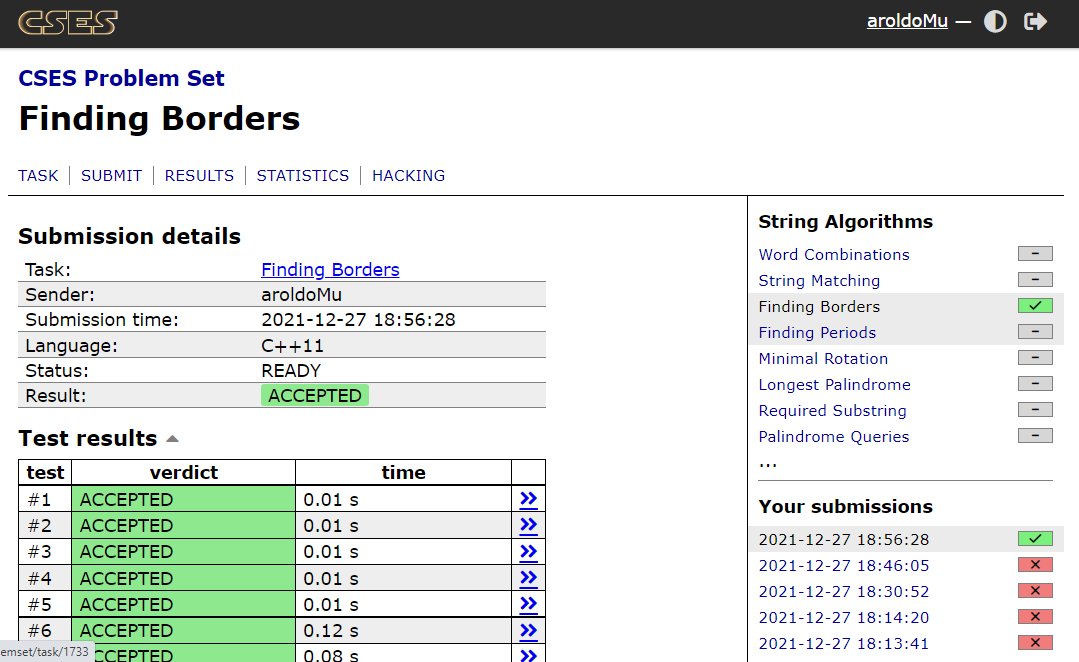 CSES
aroldoMu —
CSES Problem Set
Finding Borders
TASK SUBMIT RESULTS STATISTICS HACKING
Submission details
Task: Finding Borders
Sender: aroldoMu
Submission time: 2021-12-27 18:56:28
Language: C++11
Status: READY
Result: ACCEPTED
Test results
test verdict time
#1 ACCEPTED 0.01 s »
#2 ACCEPTED 0.01 s »
#3 ACCEPTED 0.01 s »
#4 ACCEPTED 0.01 s »
#5 ACCEPTED 0.01 s »
#6 ACCEPTED 0.12 s »
CCEPTED 0.08 s »
emset/task/1733
String Algorithms
Word Combinations –
String Matching –
Finding Borders ✓
Finding Periods –
Minimal Rotation –
Longest Palindrome –
Required Substring –
Palindrome Queries –
...
Your submissions
2021-12-27 18:56:28 ✓
2021-12-27 18:46:05 ✕
2021-12-27 18:30:52 ✕
2021-12-27 18:14:20 ✕
2021-12-27 18:13:41 ✕